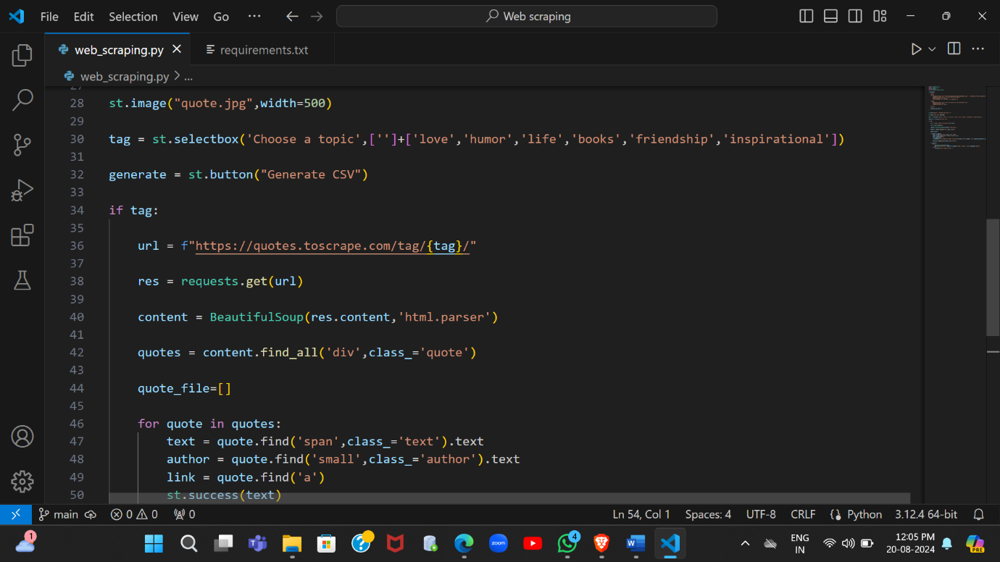 File Edit Selection View Go ... Web scraping
web_scraping.py requirements.txt
web_scraping.py > ...
27
28 st.image("quote.jpg",width=500)
29
30 tag = st.selectbox('Choose a topic',['']+['love','humor','life','books','friendship','inspirational'])
31
32 generate = st.button("Generate CSV")
33
34 if tag:
35
36 url = f"https://quotes.toscrape.com/tag/{tag}/"
37
38 res = requests.get(url)
39
40 content = BeautifulSoup(res.content,'html.parser')
41
42 quotes = content.find_all('div',class_='quote')
43
44 quote_file=[]
45
46 for quote in quotes:
47 text = quote.find('span',class_='text').text
48 author = quote.find('small',class_='author').text
49 link = quote.find('a')
50 st.success(text)
main 0 0 0 Ln 54, Col 1 Spaces: 4 UTF-8 CRLF Python 3.12.4 64-bit
1 zoom 4 ENG 12:05 PM PRE
IN 20-08-2024